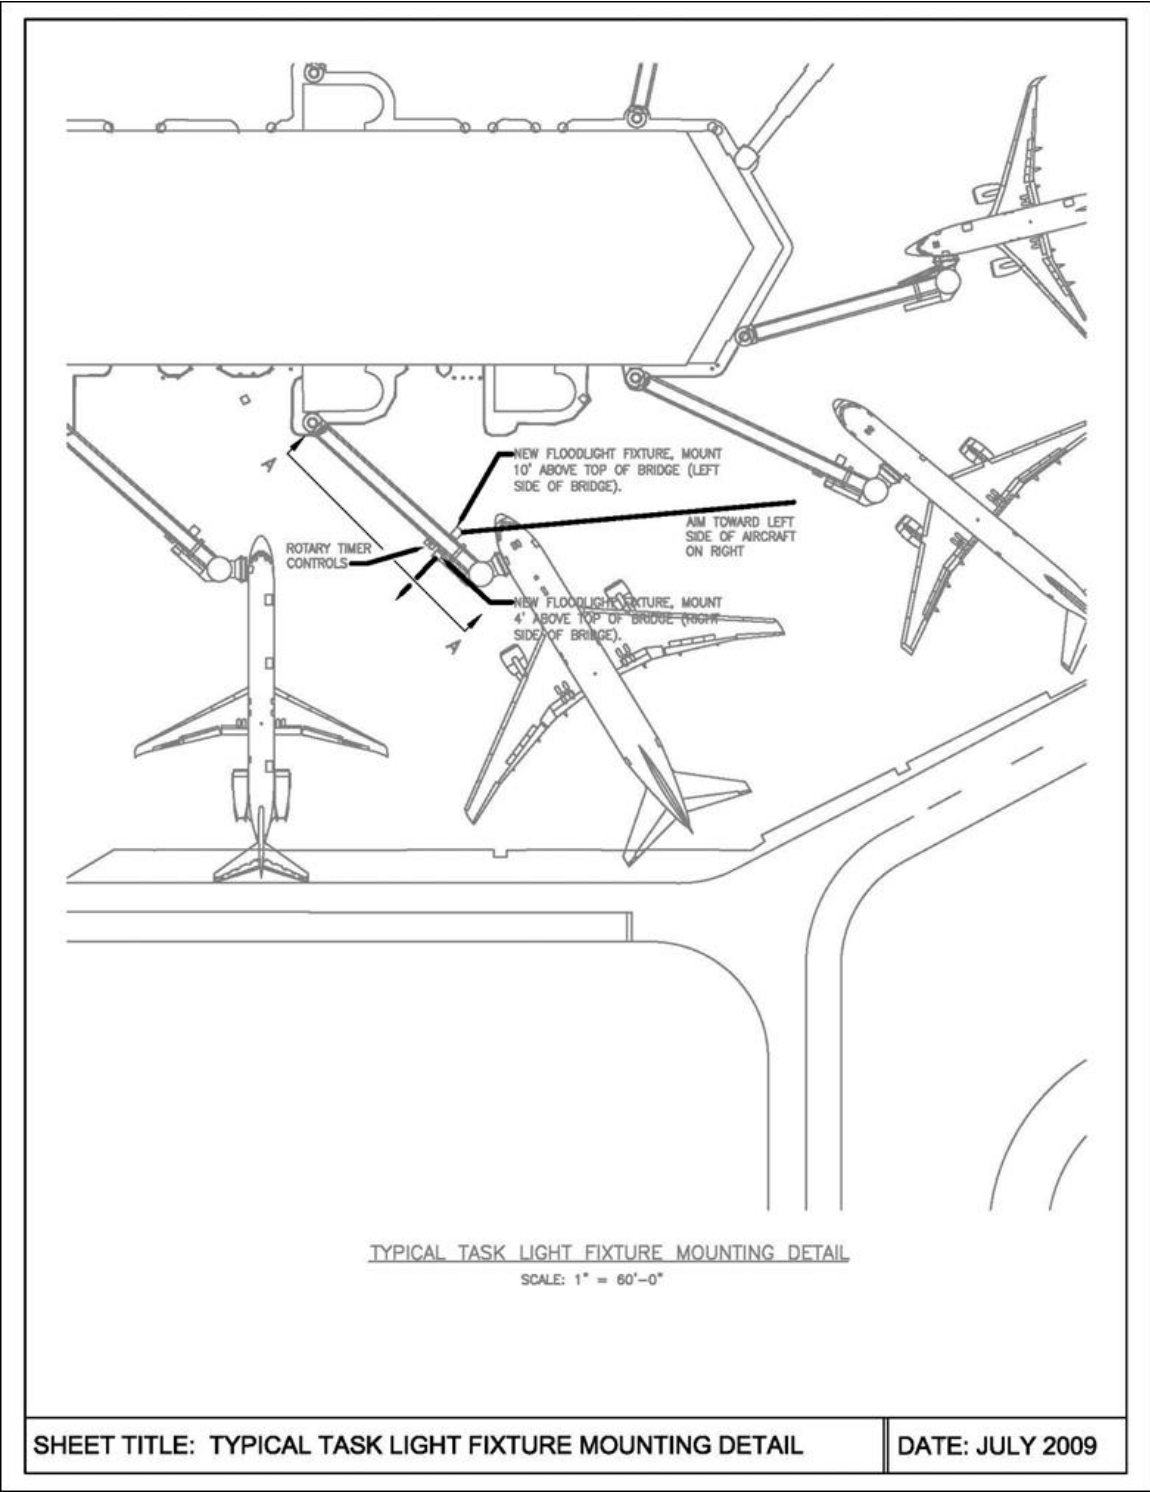 NEW FLOODLIGHT FIXTURE, MOUNT
10' ABOVE TOP OF BRIDGE (LEFT
SIDE OF BRIDGE).
AIM TOWARD LEFT
SIDE OF AIRCRAFT
ON RIGHT
ROTARY TIMER
CONTROLS
NEW FLOODLIGHT FIXTURE, MOUNT
4' ABOVE TOP OF BRIDGE (RIGHT
SIDE OF BRIDGE).
A
A
TYPICAL TASK LIGHT FIXTURE MOUNTING DETAIL
SCALE: 1" = 60'-0"
SHEET TITLE: TYPICAL TASK LIGHT FIXTURE MOUNTING DETAIL
DATE: JULY 2009